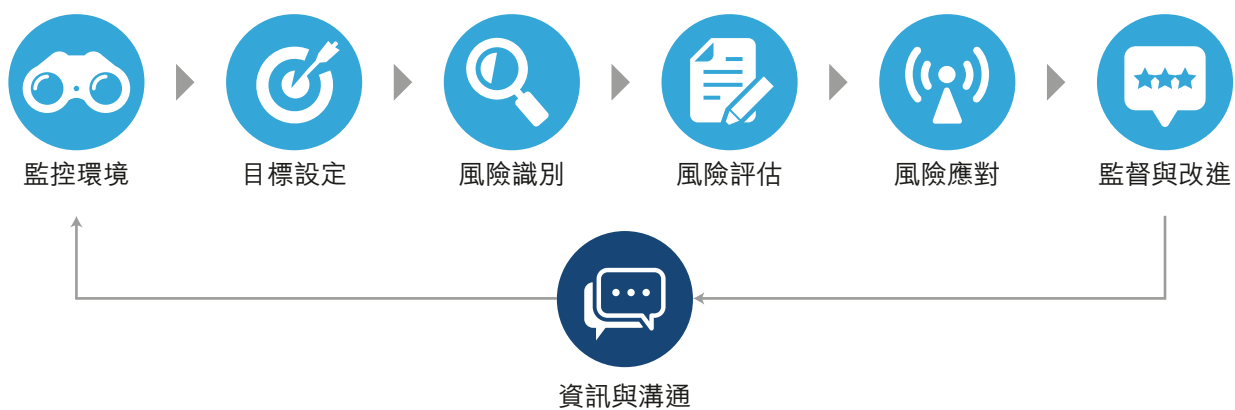 監控環境
目標設定
風險識別
風險評估
風險應對
監督與改進
資訊與溝通